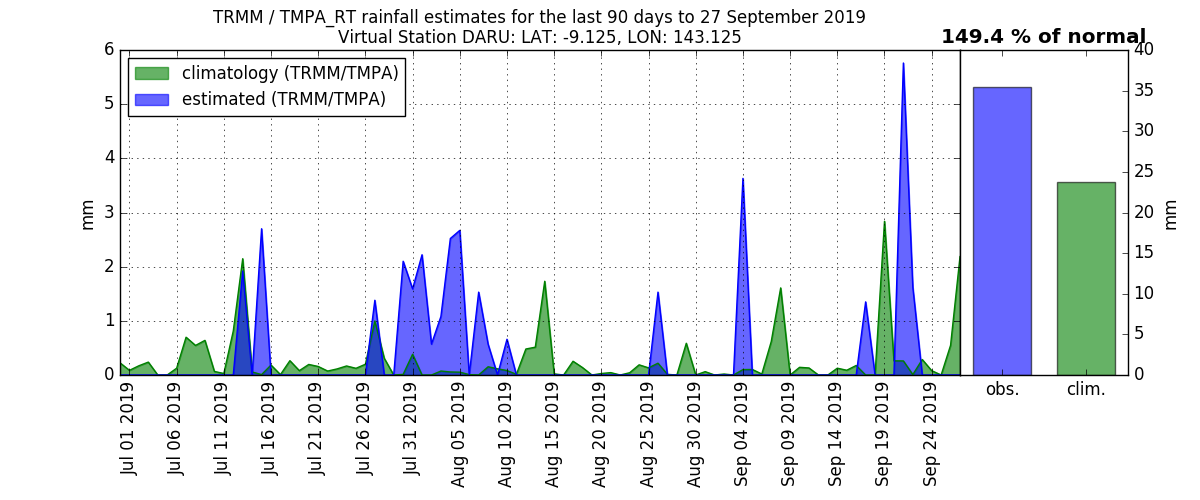 TRMM / TMPA_RT rainfall estimates for the last 90 days to 27 September 2019
Virtual Station DARU: LAT: -9.125, LON: 143.125
149.4 % of normal
climatology (TRMM/TMPA)
estimated (TRMM/TMPA)
6
5
4
3
2
1
0
mm
Jul 01 2019
Jul 06 2019
Jul 11 2019
Jul 16 2019
Jul 21 2019
Jul 26 2019
Jul 31 2019
Aug 05 2019
Aug 10 2019
Aug 15 2019
Aug 20 2019
Aug 25 2019
Aug 30 2019
Sep 04 2019
Sep 09 2019
Sep 14 2019
Sep 19 2019
Sep 24 2019
obs.
clim.
40
35
30
25
20
15
10
5
0
mm